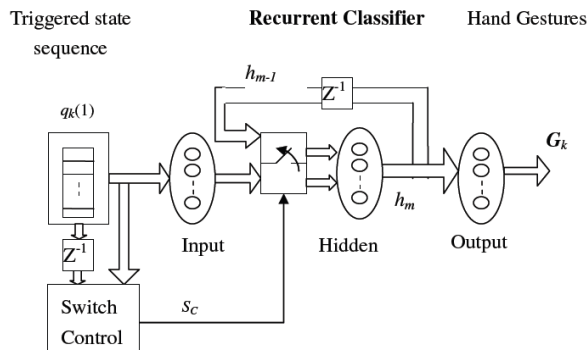 Triggered state
sequence
Recurrent Classifier
Hand Gestures
h_{m-1}
Z^{-1}
q_k(1)
G_k
h_m
Input
Hidden
Output
Z^{-1}
Switch
Control
s_C